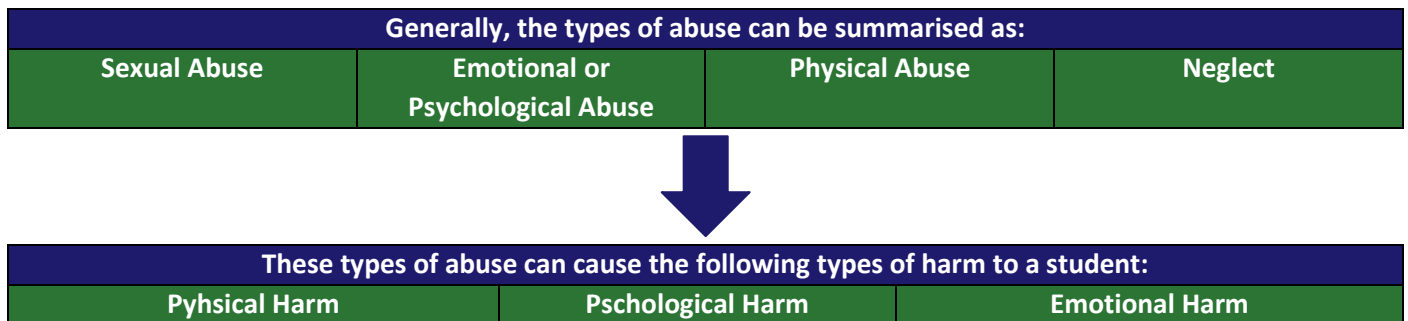 Generally, the types of abuse can be summarised as:
Sexual Abuse
Emotional or
Psychological Abuse
Physical Abuse
Neglect
These types of abuse can cause the following types of harm to a student:
Pyhsical Harm
Pschological Harm
Emotional Harm